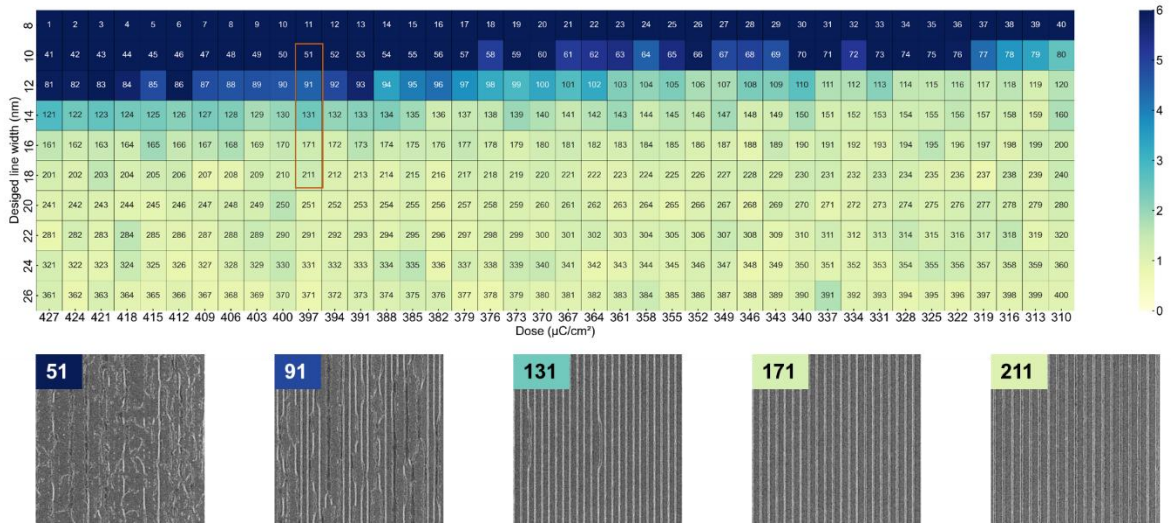 Desiged line width (nm)
8 1 2 3 4 5 6 7 8 9 10 11 12 13 14 15 16 17 18 19 20 21 22 23 24 25 26 27 28 29 30 31 32 33 34 35 36 37 38 39 40
10 41 42 43 44 45 46 47 48 49 50 51 52 53 54 55 56 57 58 59 60 61 62 63 64 65 66 67 68 69 70 71 72 73 74 75 76 77 78 79 80
12 81 82 83 84 85 86 87 88 89 90 91 92 93 94 95 96 97 98 99 100 101 102 103 104 105 106 107 108 109 110 111 112 113 114 115 116 117 118 119 120
14 121 122 123 124 125 126 127 128 129 130 131 132 133 134 135 136 137 138 139 140 141 142 143 144 145 146 147 148 149 150 151 152 153 154 155 156 157 158 159 160
16 161 162 163 164 165 166 167 168 169 170 171 172 173 174 175 176 177 178 179 180 181 182 183 184 185 186 187 188 189 190 191 192 193 194 195 196 197 198 199 200
18 201 202 203 204 205 206 207 208 209 210 211 212 213 214 215 216 217 218 219 220 221 222 223 224 225 226 227 228 229 230 231 232 233 234 235 236 237 238 239 240
20 241 242 243 244 245 246 247 248 249 250 251 252 253 254 255 256 257 258 259 260 261 262 263 264 265 266 267 268 269 270 271 272 273 274 275 276 277 278 279 280
22 281 282 283 284 285 286 287 288 289 290 291 292 293 294 295 296 297 298 299 300 301 302 303 304 305 306 307 308 309 310 311 312 313 314 315 316 317 318 319 320
24 321 322 323 324 325 326 327 328 329 330 331 332 333 334 335 336 337 338 339 340 341 342 343 344 345 346 347 348 349 350 351 352 353 354 355 356 357 358 359 360
26 361 362 363 364 365 366 367 368 369 370 371 372 373 374 375 376 377 378 379 380 381 382 383 384 385 386 387 388 389 390 391 392 393 394 395 396 397 398 399 400
427 424 421 418 415 412 409 406 403 400 397 394 391 388 385 382 379 376 373 370 367 364 361 358 355 352 349 346 343 340 337 334 331 328 325 322 319 316 313 310
Dose (μC/cm²)
6
5
4
3
2
1
0
51 91 131 171 211